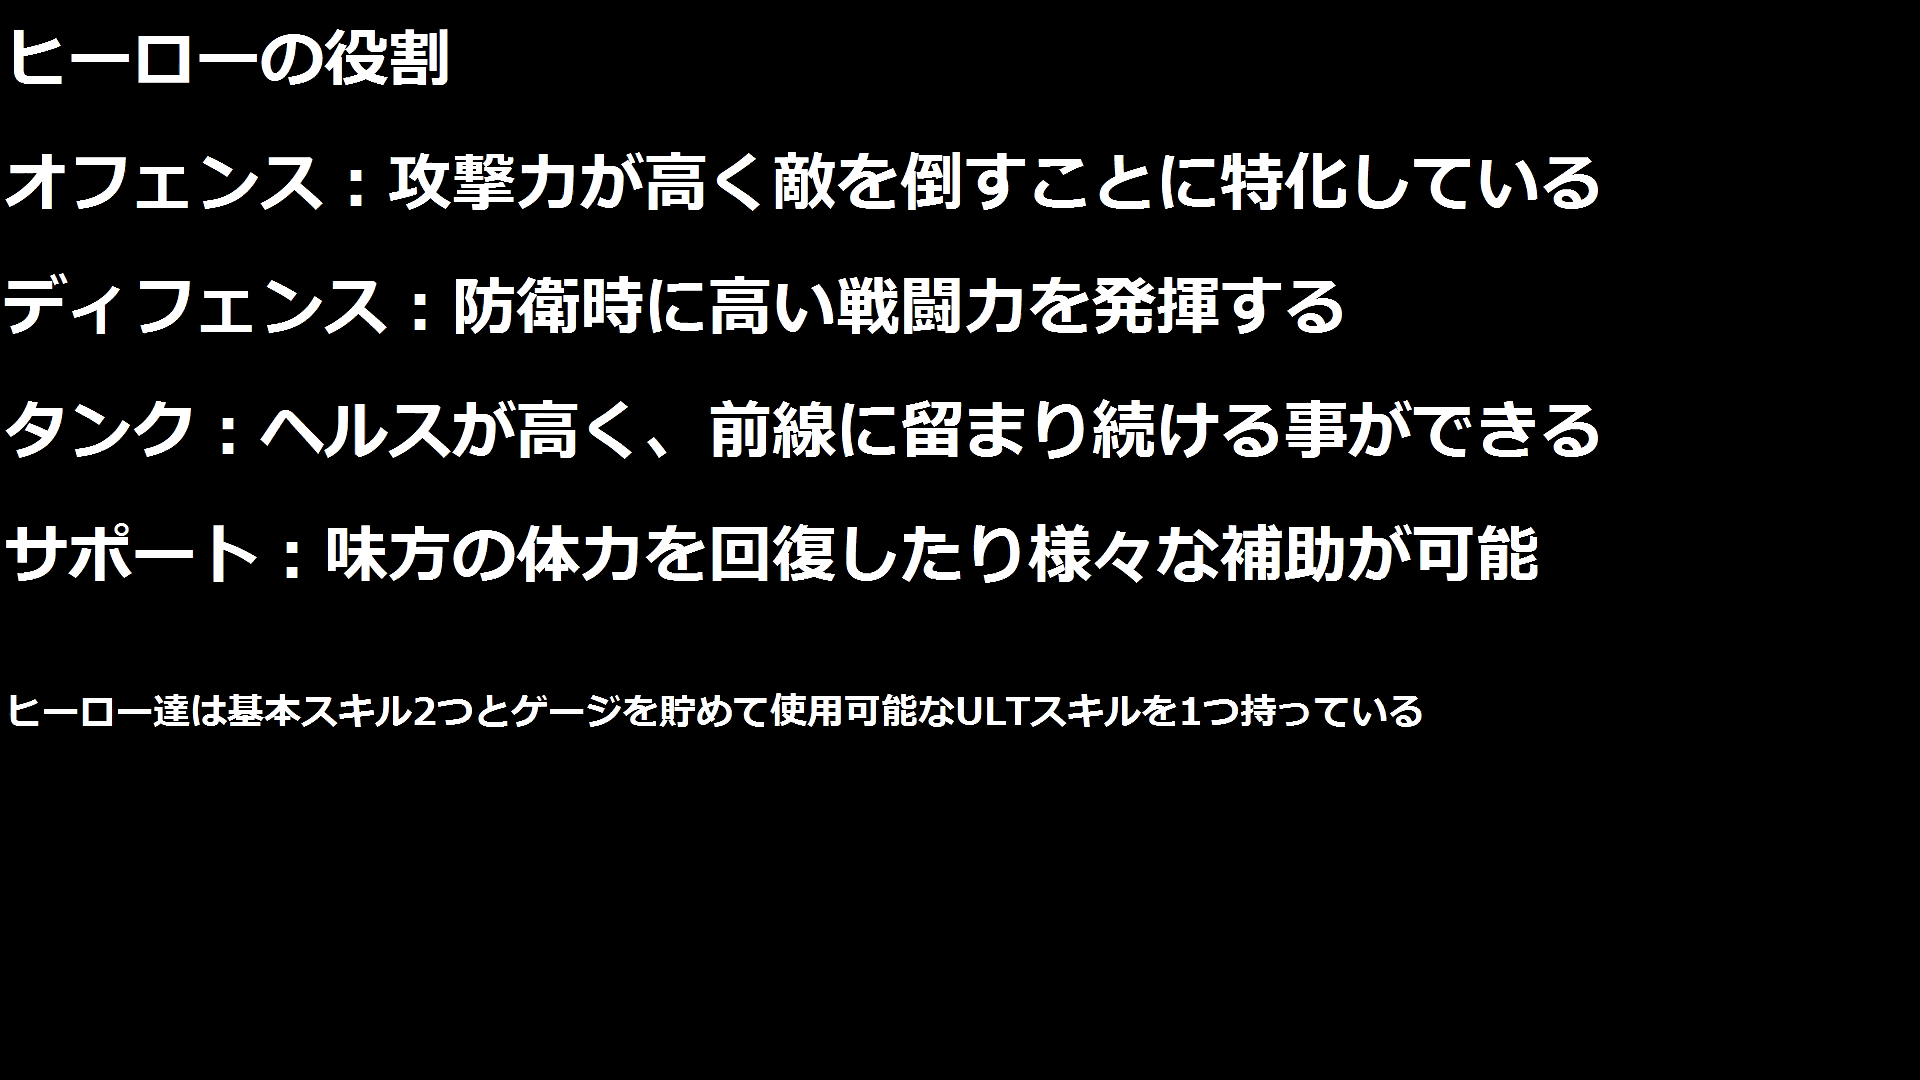 ヒーローの役割
オフェンス：攻撃力が高く敵を倒すことに特化している
ディフェンス：防衛時に高い戦闘力を発揮する
タンク：ヘルスが高く、前線に留まり続ける事ができる
サポート：味方の体力を回復したり様々な補助が可能
ヒーロー達は基本スキル2つとゲージを貯めて使用可能なULTスキルを1つ持っている